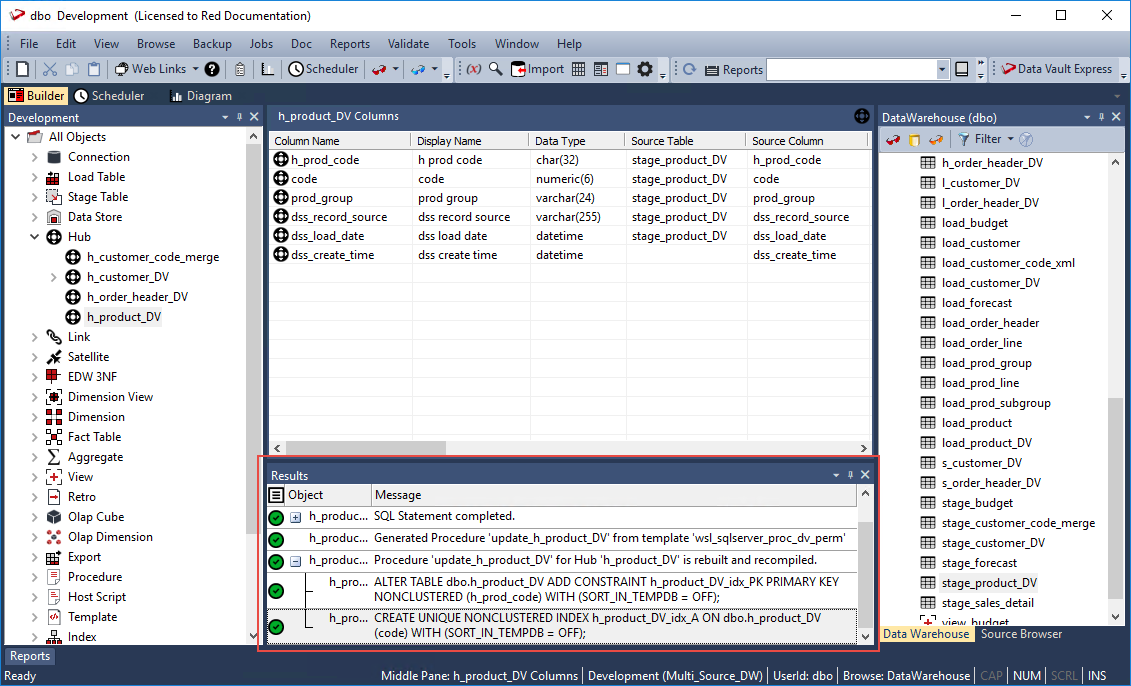 dbo Development (Licensed to Red Documentation)
File Edit View Browse Backup Jobs Doc Reports Validate Tools Window Help
Web Links Scheduler (x) Import Reports Data Vault Express
Builder Scheduler Diagram
Development
All Objects
Connection
Load Table
Stage Table
Data Store
Hub
h_customer_code_merge
h_customer_DV
h_order_header_DV
h_product_DV
Link
Satellite
EDW 3NF
Dimension View
Dimension
Fact Table
Aggregate
View
Retro
Olap Cube
Olap Dimension
Export
Procedure
Host Script
Template
Index
h_product_DV Columns
Column Name Display Name Data Type Source Table Source Column
h_prod_code h prod code char(32) stage_product_DV h_prod_code
code code numeric(6) stage_product_DV code
prod_group prod group varchar(24) stage_product_DV prod_group
dss_record_source dss record source varchar(255) stage_product_DV dss_record_source
dss_load_date dss load date datetime stage_product_DV dss_load_date
dss_create_time dss create time datetime dss_create_time
Results
Object Message
h_produc... SQL Statement completed.
h_produc... Generated Procedure 'update_h_product_DV' from template 'wsl_sqlserver_proc_dv_perm'
h_produc... Procedure 'update_h_product_DV' for Hub 'h_product_DV' is rebuilt and recompiled.
h_pro... ALTER TABLE dbo.h_product_DV ADD CONSTRAINT h_product_DV_idx_PK PRIMARY KEY
NONCLUSTERED (h_prod_code) WITH (SORT_IN_TEMPDB = OFF);
h_pro... CREATE UNIQUE NONCLUSTERED INDEX h_product_DV_idx_A ON dbo.h_product_DV
(code) WITH (SORT_IN_TEMPDB = OFF);
DataWarehouse (dbo)
Filter
h_order_header_DV
l_customer_DV
l_order_header_DV
load_budget
load_customer
load_customer_code_xml
load_customer_DV
load_forecast
load_order_header
load_order_line
load_prod_group
load_prod_line
load_prod_subgroup
load_product
load_product_DV
s_customer_DV
s_order_header_DV
stage_budget
stage_customer_code_merge
stage_customer_DV
stage_forecast
stage_product_DV
stage_sales_detail
view_budget
Data Warehouse Source Browser
Reports
Ready Middle Pane: h_product_DV Columns Development (Multi_Source_DW) UserId: dbo Browse: DataWarehouse CAP NUM SCRL INS